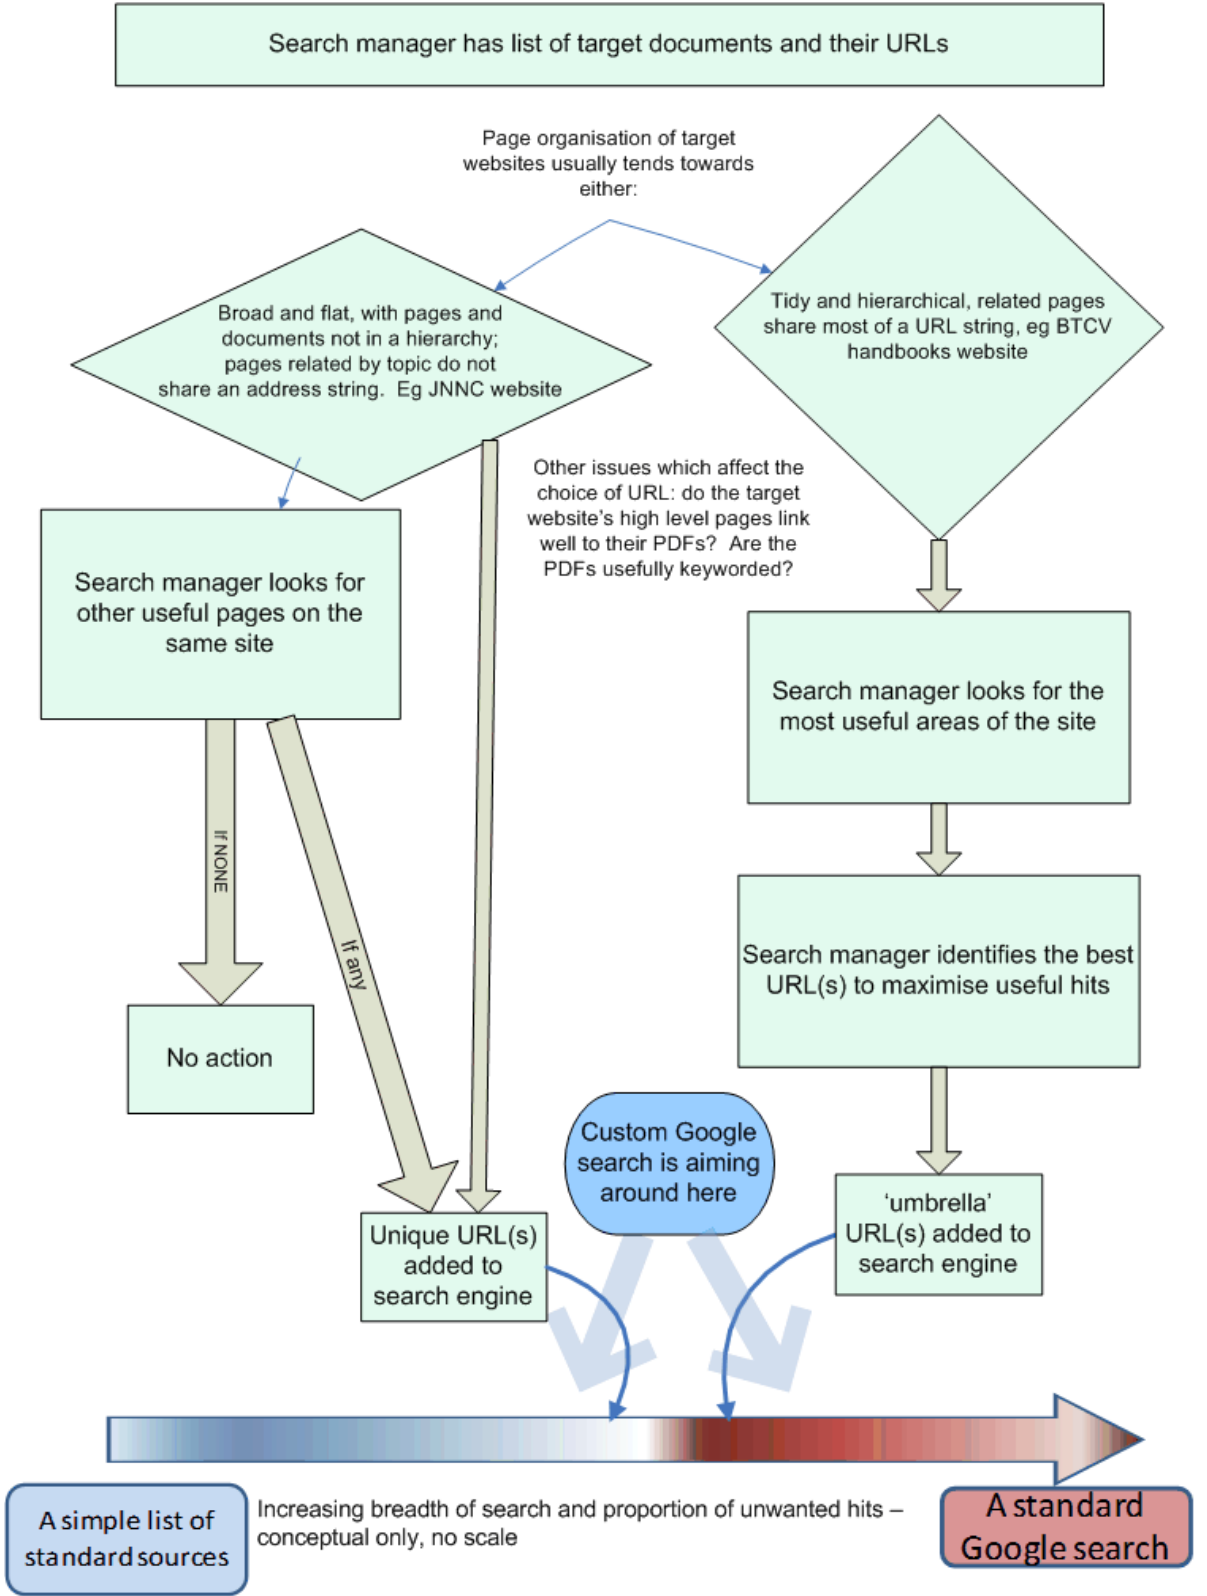 Search manager has list of target documents and their URLs
Page organisation of target
websites usually tends towards
either:
Broad and flat, with pages and
documents not in a hierarchy;
pages related by topic do not
share an address string.  Eg JNNC website
Tidy and hierarchical, related pages
share most of a URL string, eg BTCV
handbooks website
Other issues which affect the
choice of URL: do the target
website's high level pages link
well to their PDFs?  Are the
PDFs usefully keyworded?
Search manager looks for
other useful pages on the
same site
Search manager looks for the
most useful areas of the site
If NONE
If any
Search manager identifies the best
URL(s) to maximise useful hits
No action
Custom Google
search is aiming
around here
Unique URL(s)
added to
search engine
‘umbrella’
URL(s) added to
search engine
A simple list of
standard sources
Increasing breadth of search and proportion of unwanted hits –
conceptual only, no scale
A standard
Google search